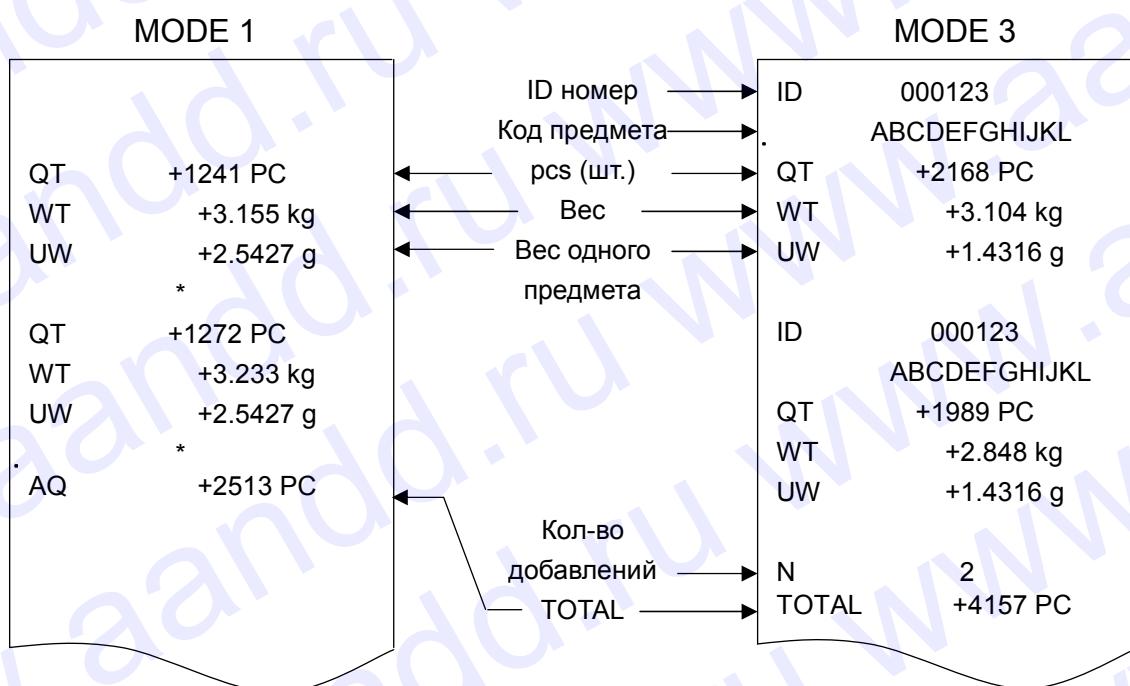 MODE 1
QT +1241 PC
WT +3.155 kg
UW +2.5427 g
*
QT +1272 PC
WT +3.233 kg
UW +2.5427 g
*
AQ +2513 PC
ID номер
Код предмета
pcs (шт.)
Вес
Вес одного
предмета
Кол-во
добавлений
TOTAL
MODE 3
ID 000123
ABCDEFGHIJKL
QT +2168 PC
WT +3.104 kg
UW +1.4316 g
ID 000123
ABCDEFGHIJKL
QT +1989 PC
WT +2.848 kg
UW +1.4316 g
N 2
TOTAL +4157 PC
www.aandd.ru